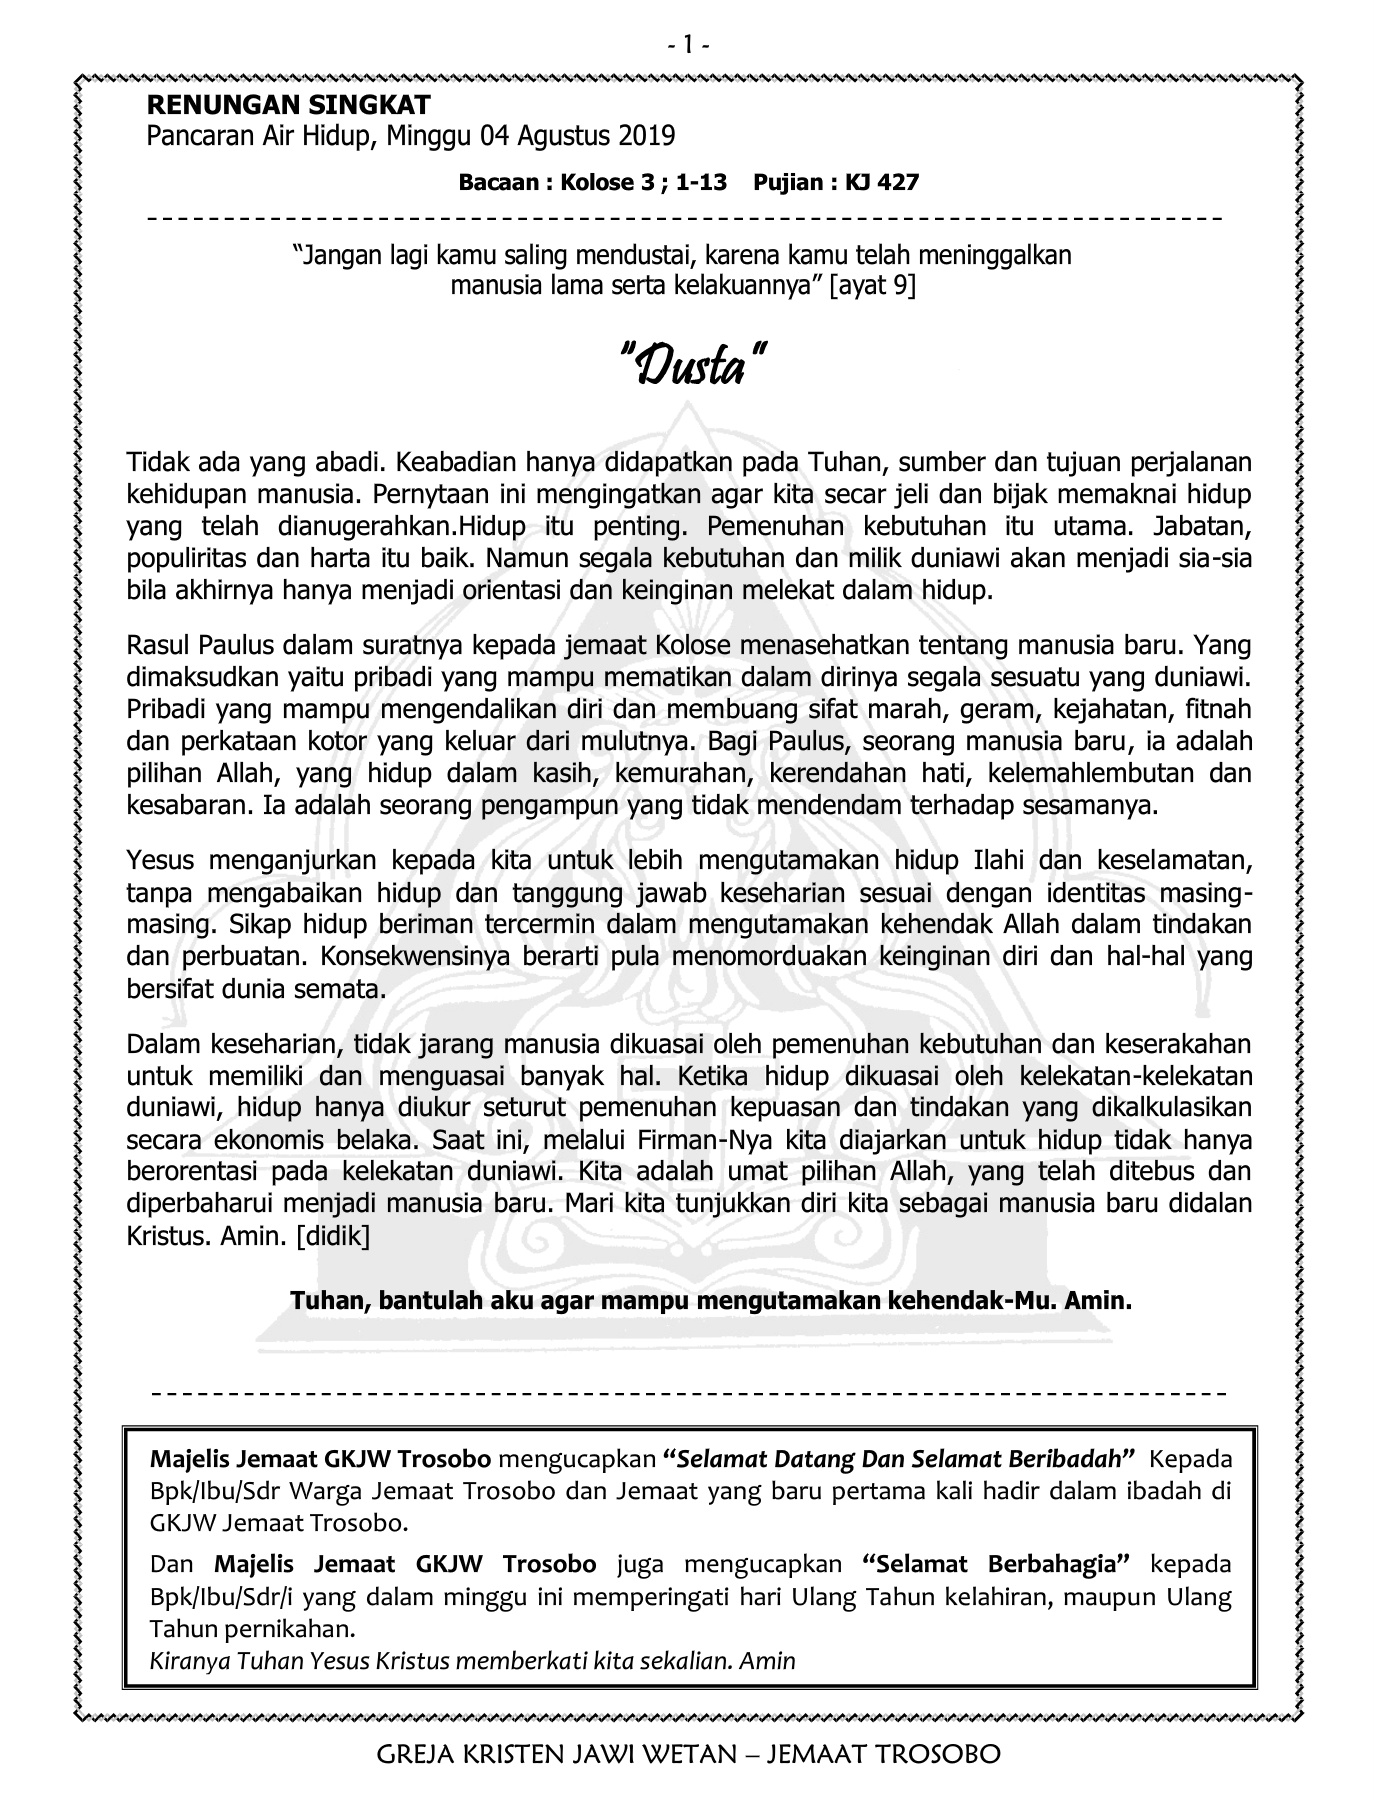 - 1 -
RENUNGAN SINGKAT
Pancaran Air Hidup, Minggu 04 Agustus 2019
Bacaan : Kolose 3 ; 1-13    Pujian : KJ 427
“Jangan lagi kamu saling mendustai, karena kamu telah meninggalkan
manusia lama serta kelakuannya” [ayat 9]
"Dusta"
Tidak ada yang abadi. Keabadian hanya didapatkan pada Tuhan, sumber dan tujuan perjalanan
kehidupan manusia. Pernytaan ini mengingatkan agar kita secar jeli dan bijak memaknai hidup
yang telah dianugerahkan.Hidup itu penting. Pemenuhan kebutuhan itu utama. Jabatan,
populiritas dan harta itu baik. Namun segala kebutuhan dan milik duniawi akan menjadi sia-sia
bila akhirnya hanya menjadi orientasi dan keinginan melekat dalam hidup.
Rasul Paulus dalam suratnya kepada jemaat Kolose menasehatkan tentang manusia baru. Yang
dimaksudkan yaitu pribadi yang mampu mematikan dalam dirinya segala sesuatu yang duniawi.
Pribadi yang mampu mengendalikan diri dan membuang sifat marah, geram, kejahatan, fitnah
dan perkataan kotor yang keluar dari mulutnya. Bagi Paulus, seorang manusia baru, ia adalah
pilihan Allah, yang hidup dalam kasih, kemurahan, kerendahan hati, kelemahlembutan dan
kesabaran. Ia adalah seorang pengampun yang tidak mendendam terhadap sesamanya.
Yesus menganjurkan kepada kita untuk lebih mengutamakan hidup Ilahi dan keselamatan,
tanpa mengabaikan hidup dan tanggung jawab keseharian sesuai dengan identitas masing-
masing. Sikap hidup beriman tercermin dalam mengutamakan kehendak Allah dalam tindakan
dan perbuatan. Konsekwensinya berarti pula menomorduakan keinginan diri dan hal-hal yang
bersifat dunia semata.
Dalam keseharian, tidak jarang manusia dikuasai oleh pemenuhan kebutuhan dan keserakahan
untuk memiliki dan menguasai banyak hal. Ketika hidup dikuasai oleh kelekatan-kelekatan
duniawi, hidup hanya diukur seturut pemenuhan kepuasan dan tindakan yang dikalkulasikan
secara ekonomis belaka. Saat ini, melalui Firman-Nya kita diajarkan untuk hidup tidak hanya
berorentasi pada kelekatan duniawi. Kita adalah umat pilihan Allah, yang telah ditebus dan
diperbaharui menjadi manusia baru. Mari kita tunjukkan diri kita sebagai manusia baru didalan
Kristus. Amin. [didik]
Tuhan, bantulah aku agar mampu mengutamakan kehendak-Mu. Amin.
Majelis Jemaat GKJW Trosobo mengucapkan “Selamat Datang Dan Selamat Beribadah” Kepada
Bpk/Ibu/Sdr Warga Jemaat Trosobo dan Jemaat yang baru pertama kali hadir dalam ibadah di
GKJW Jemaat Trosobo.
Dan Majelis Jemaat GKJW Trosobo juga mengucapkan “Selamat Berbahagia” kepada
Bpk/Ibu/Sdr/i yang dalam minggu ini memperingati hari Ulang Tahun kelahiran, maupun Ulang
Tahun pernikahan.
Kiranya Tuhan Yesus Kristus memberkati kita sekalian. Amin
GREJA KRISTEN JAWI WETAN – JEMAAT TROSOBO